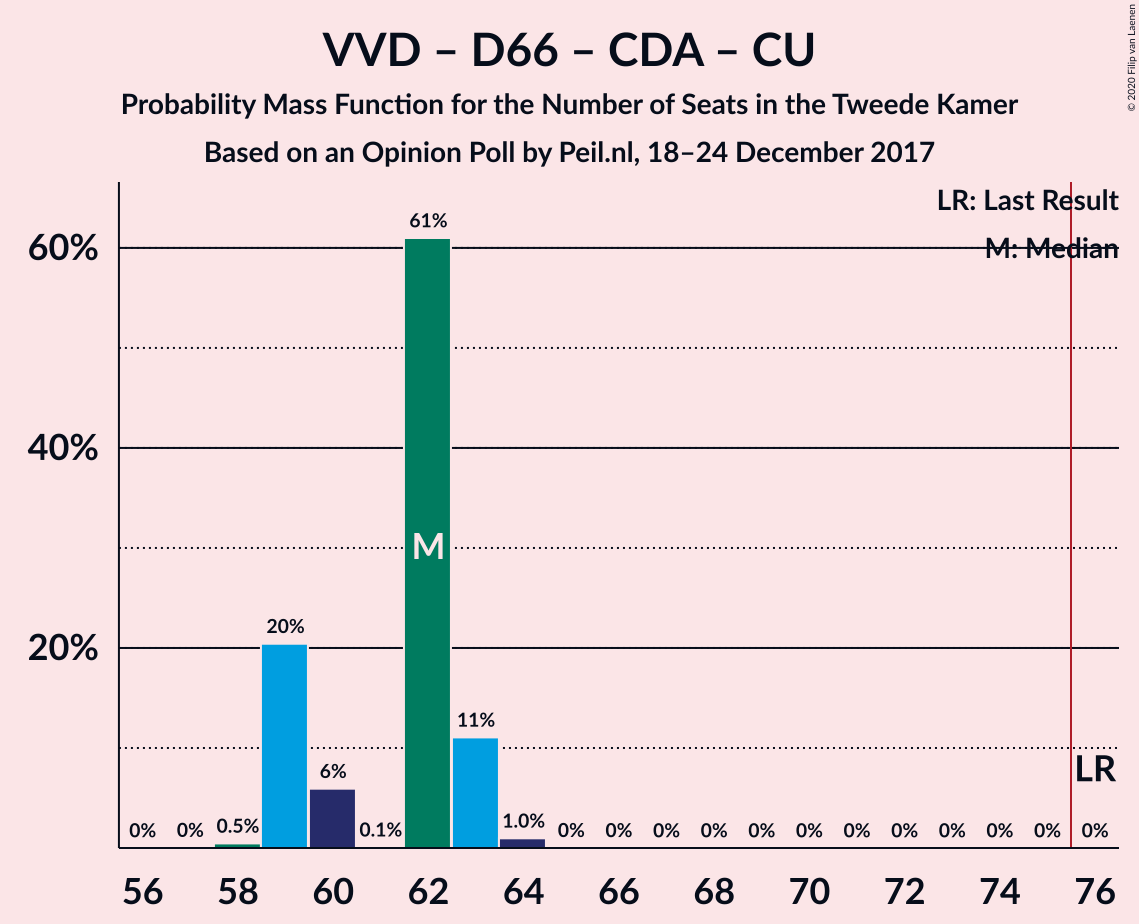 VVD – D66 – CDA – CU
Probability Mass Function for the Number of Seats in the Tweede Kamer
Based on an Opinion Poll by Peil.nl, 18–24 December 2017
© 2020 Filip van Laenen
LR: Last Result
M: Median
60%
40%
20%
0% 0% 0.5% 20% 6% 0.1% 61% 11% 1.0% 0% 0% 0% 0% 0% 0% 0% 0% 0% 0% 0% 0%
M
LR
56 58 60 62 64 66 68 70 72 74 76